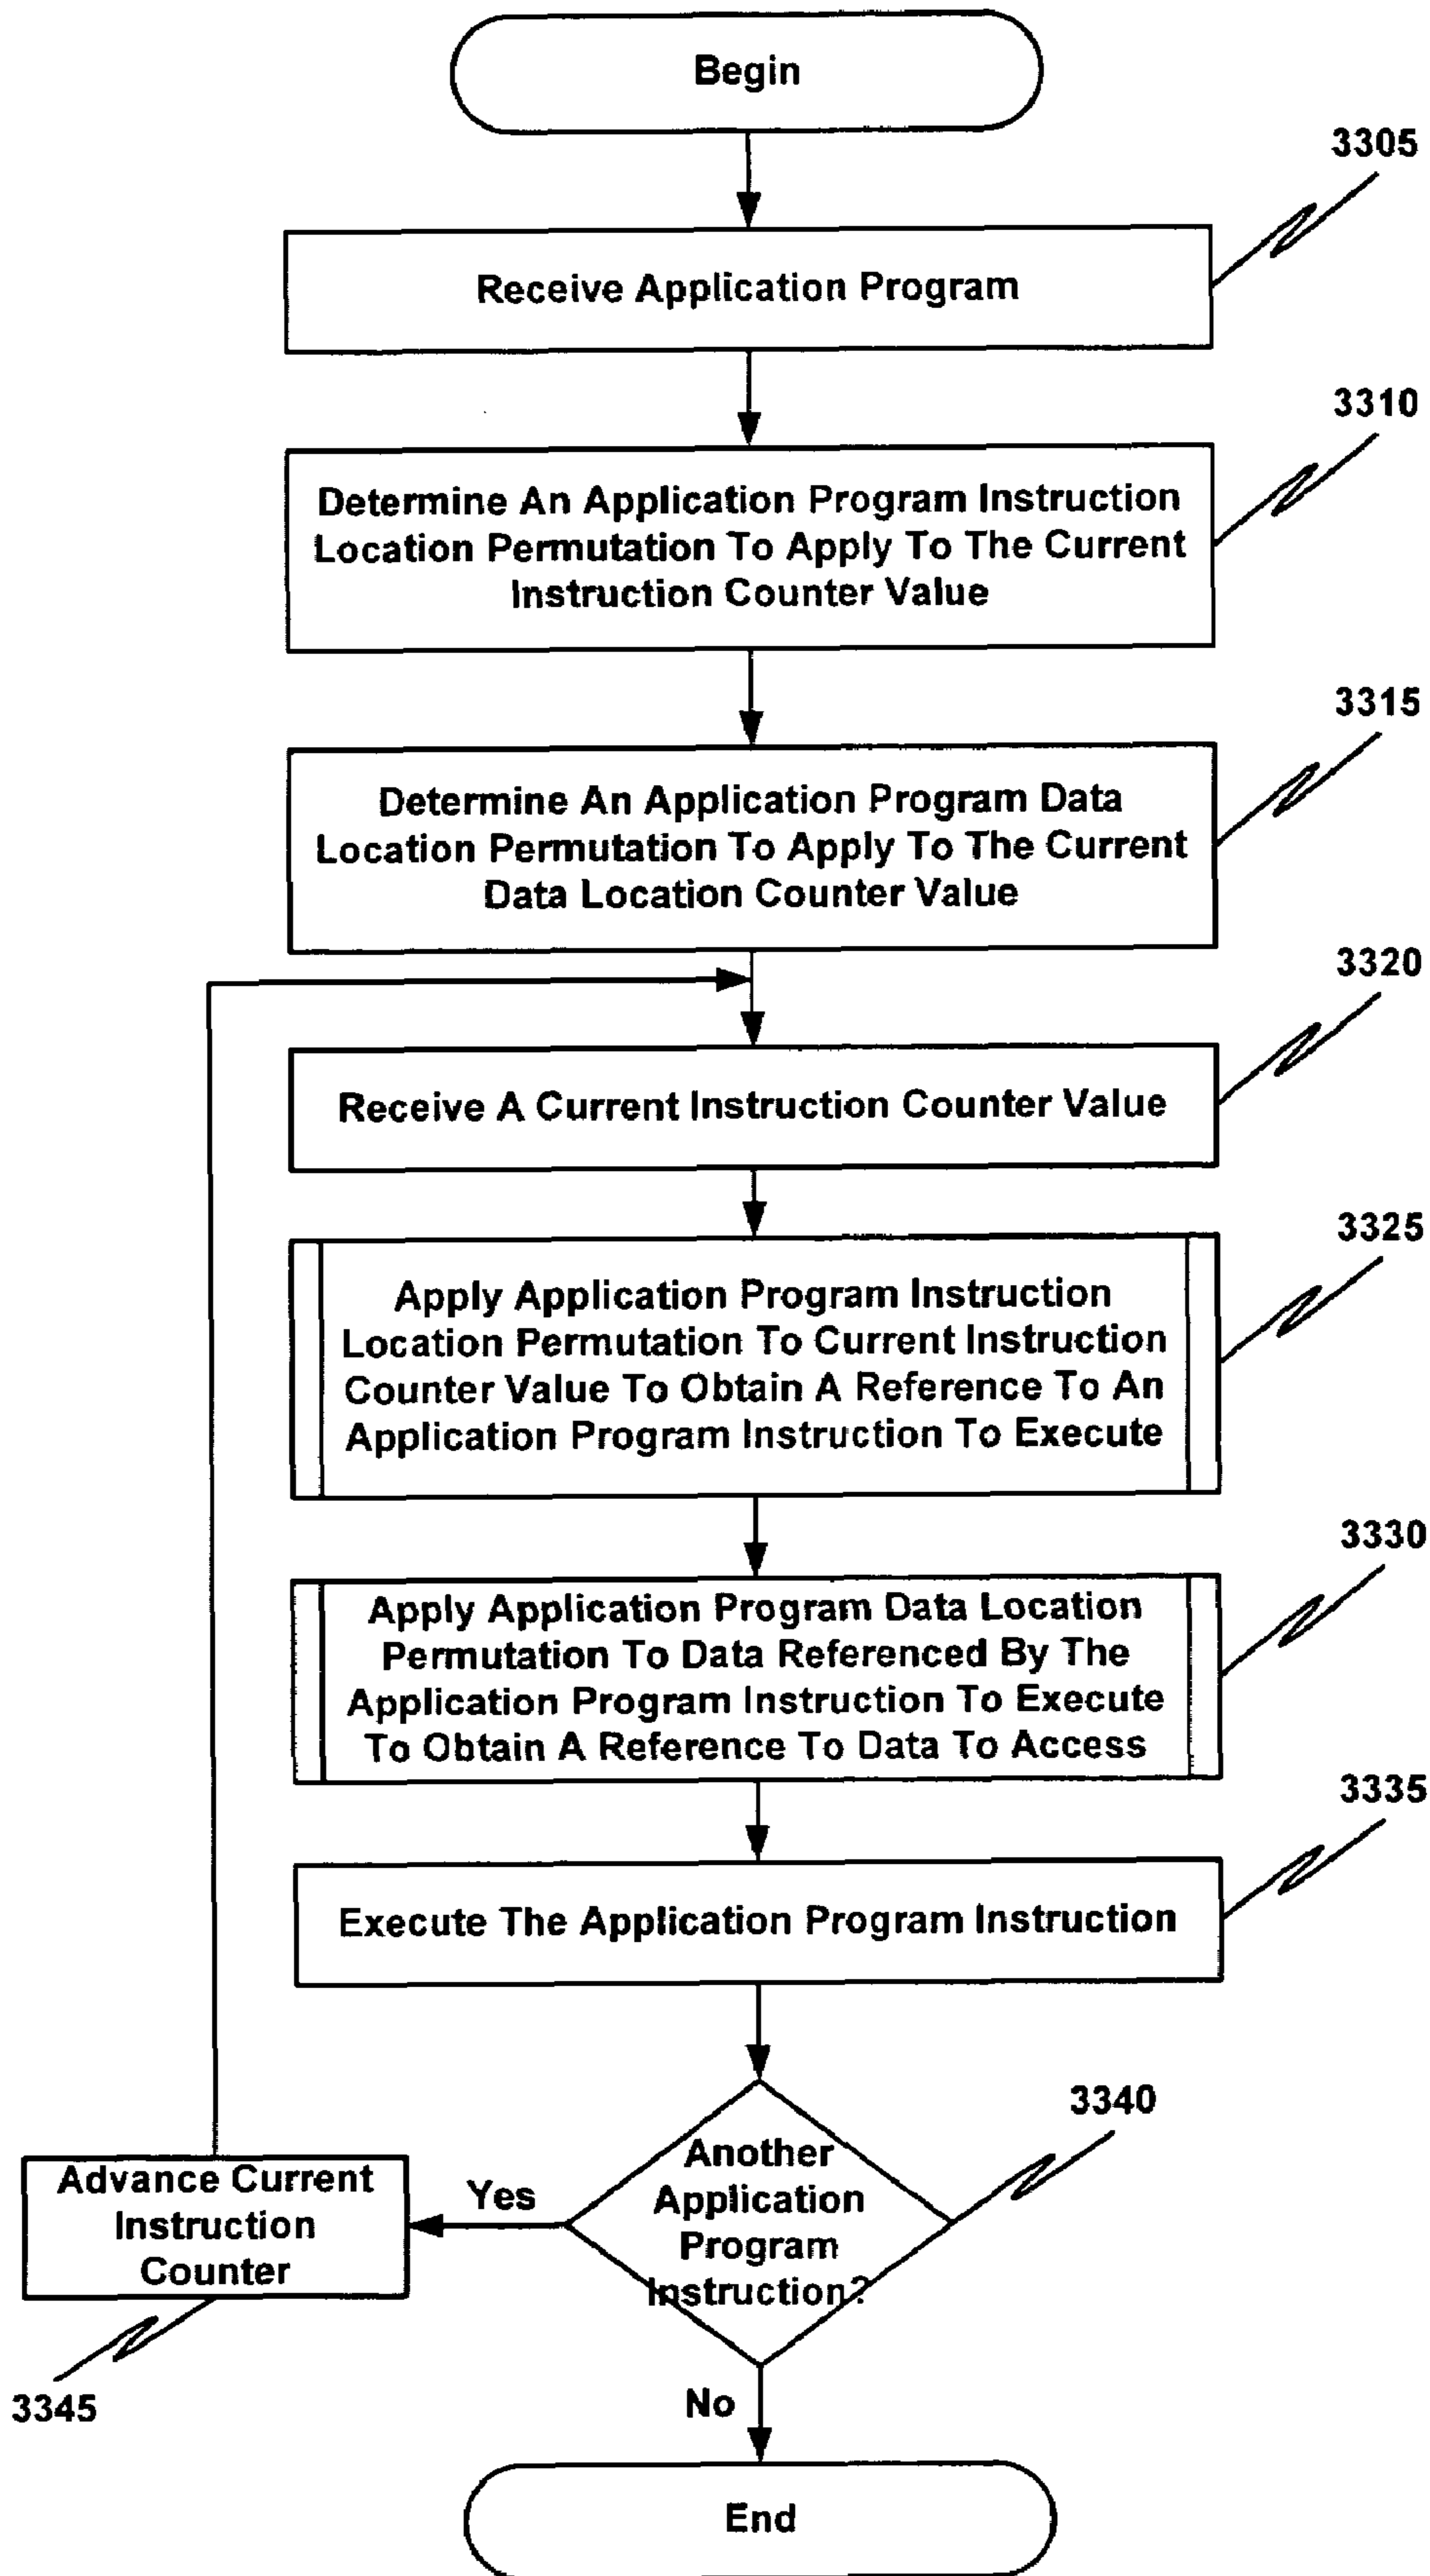 Begin
3305
Receive Application Program
3310
Determine An Application Program Instruction
Location Permutation To Apply To The Current
Instruction Counter Value
3315
Determine An Application Program Data
Location Permutation To Apply To The Current
Data Location Counter Value
3320
Receive A Current Instruction Counter Value
3325
Apply Application Program Instruction
Location Permutation To Current Instruction
Counter Value To Obtain A Reference To An
Application Program Instruction To Execute
3330
Apply Application Program Data Location
Permutation To Data Referenced By The
Application Program Instruction To Execute
To Obtain A Reference To Data To Access
3335
Execute The Application Program Instruction
3340
Another
Application
Program
Instruction?
Yes
Advance Current
Instruction
Counter
3345
No
End